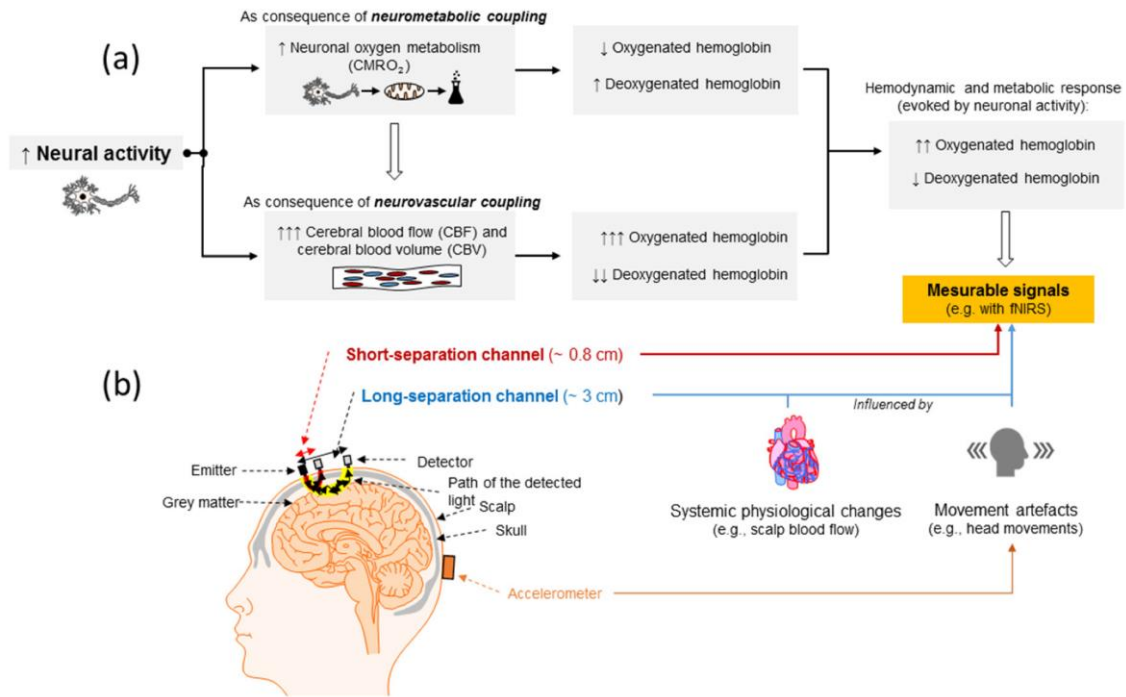 (a)
↑ Neural activity
As consequence of neurometabolic coupling
↑ Neuronal oxygen metabolism
(CMRO₂)
↓ Oxygenated hemoglobin
↑ Deoxygenated hemoglobin
As consequence of neurovascular coupling
↑↑↑ Cerebral blood flow (CBF) and
cerebral blood volume (CBV)
↑↑↑ Oxygenated hemoglobin
↓↓ Deoxygenated hemoglobin
Hemodynamic and metabolic response
(evoked by neuronal activity):
↑↑ Oxygenated hemoglobin
↓ Deoxygenated hemoglobin
Mesurable signals
(e.g. with fNIRS)
(b)
Short-separation channel (~ 0.8 cm)
Long-separation channel (~ 3 cm)
Influenced by
Emitter
Grey matter
Detector
Path of the detected
light
Scalp
Skull
Accelerometer
Systemic physiological changes
(e.g., scalp blood flow)
Movement artefacts
(e.g., head movements)